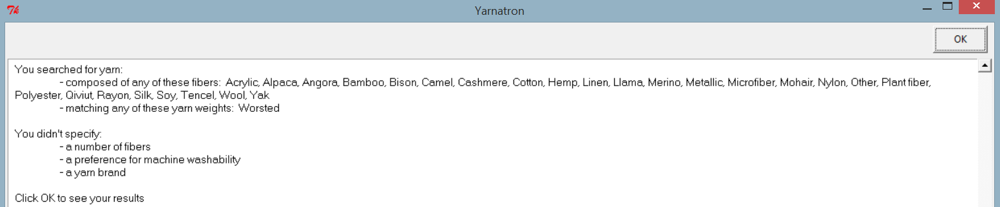 Yarnatron
OK
You searched for yarn:
- composed of any of these fibers:  Acrylic, Alpaca, Angora, Bamboo, Bison, Camel, Cashmere, Cotton, Hemp, Linen, Llama, Merino, Metallic, Microfiber, Mohair, Nylon, Other, Plant fiber,
Polyester, Qiviut, Rayon, Silk, Soy, Tencel, Wool, Yak
- matching any of these yarn weights:  Worsted
You didn't specify:
- a number of fibers
- a preference for machine washability
- a yarn brand
Click OK to see your results